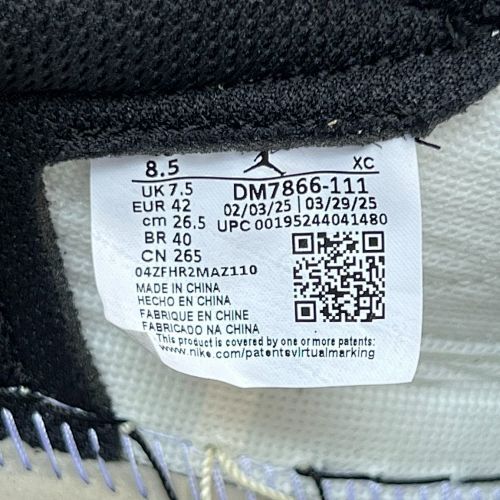 8.5 XC
UK 7.5 DM7866-111
EUR 42 02/03/25 | 03/29/25
cm 26.5 UPC 00195244041480
BR 40
CN 265
04ZFHR2MAZ110
MADE IN CHINA
HECHO EN CHINA
FABRIQUE EN CHINE
FABRICADO NA CHINA
This product is covered by one or more patents:
www.nike.com/patentsvirtualmarking